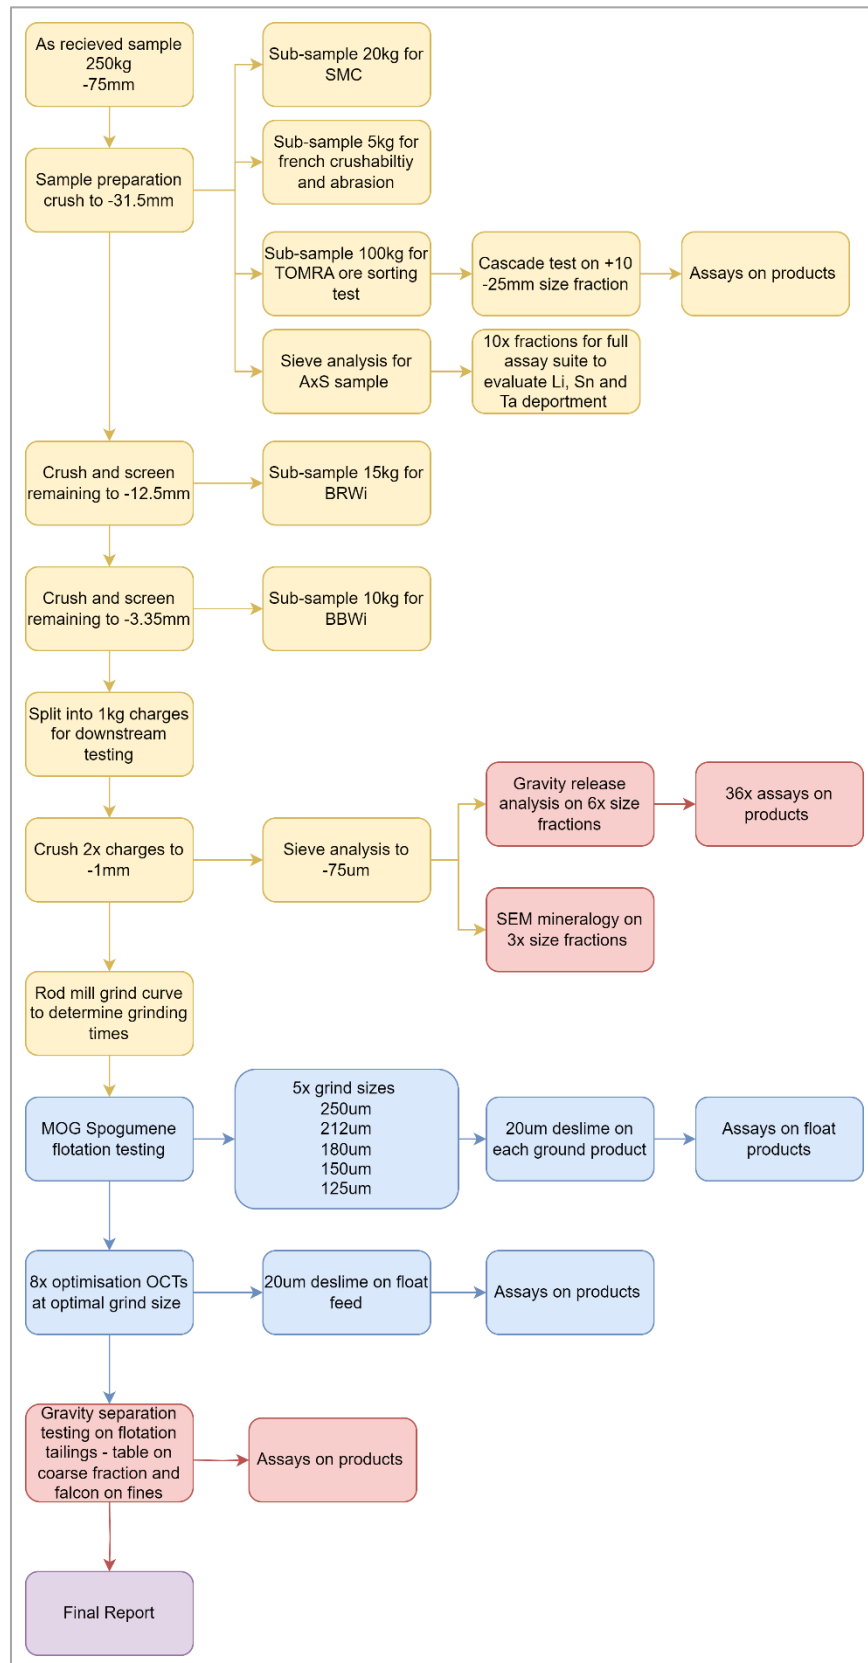 As recieved sample
250kg
-75mm
Sub-sample 20kg for
SMC
Sub-sample 5kg for
french crushabiltiy
and abrasion
Sample preparation
crush to -31.5mm
Sub-sample 100kg for
TOMRA ore sorting
test
Cascade test on +10
-25mm size fraction
Assays on products
Sieve analysis for
AxS sample
10x fractions for full
assay suite to
evaluate Li, Sn and
Ta deportment
Crush and screen
remaining to -12.5mm
Sub-sample 15kg for
BRWi
Crush and screen
remaining to -3.35mm
Sub-sample 10kg for
BBWi
Split into 1kg charges
for downstream
testing
Gravity release
analysis on 6x size
fractions
36x assays on
products
Crush 2x charges to
-1mm
Sieve analysis to
-75um
SEM mineralogy on
3x size fractions
Rod mill grind curve
to determine grinding
times
MOG Spogumene
flotation testing
5x grind sizes
250um
212um
180um
150um
125um
20um deslime on
each ground product
Assays on float
products
8x optimisation OCTs
at optimal grind size
20um deslime on float
feed
Assays on products
Gravity separation
testing on flotation
tailings - table on
coarse fraction and
falcon on fines
Assays on products
Final Report